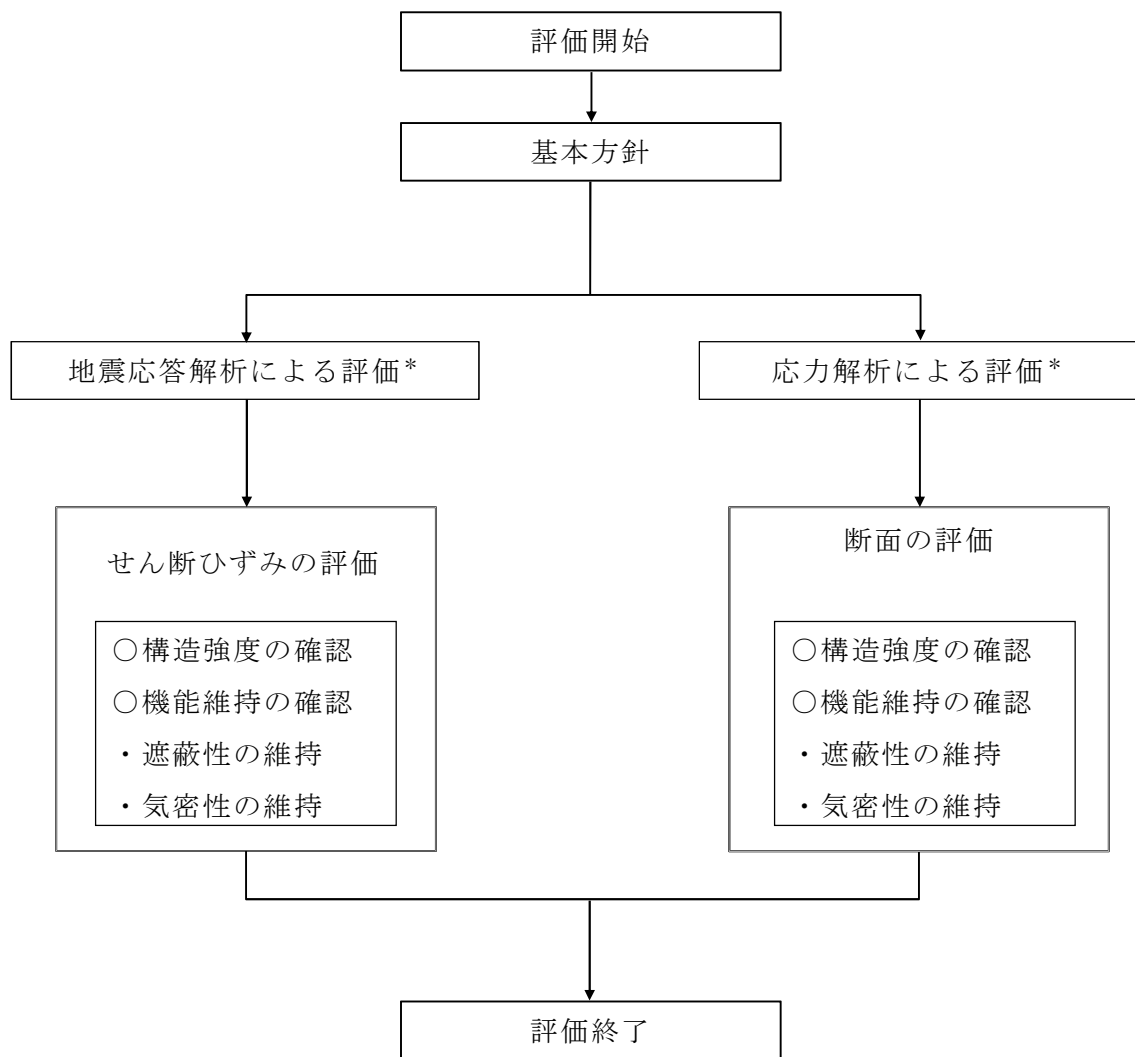 評価開始
基本方針
地震応答解析による評価*
応力解析による評価*
せん断ひずみの評価
○構造強度の確認
○機能維持の確認
・遮蔽性の維持
・気密性の維持
断面の評価
○構造強度の確認
○機能維持の確認
・遮蔽性の維持
・気密性の維持
評価終了